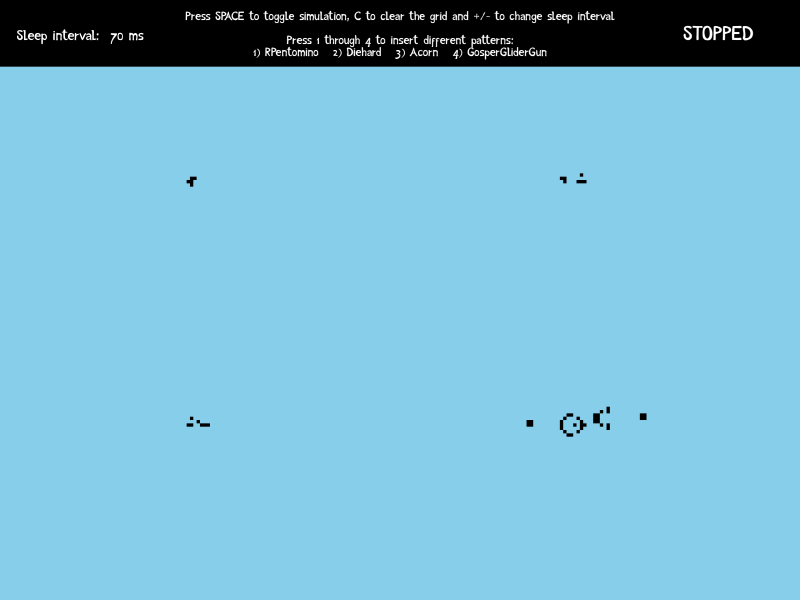 Press SPACE to toggle simulation, C to clear the grid and +/- to change sleep interval
Sleep interval: 70 ms
STOPPED
Press 1 through 4 to insert different patterns:
1) RPentomino 2) Diehard 3) Acorn 4) GosperGliderGun